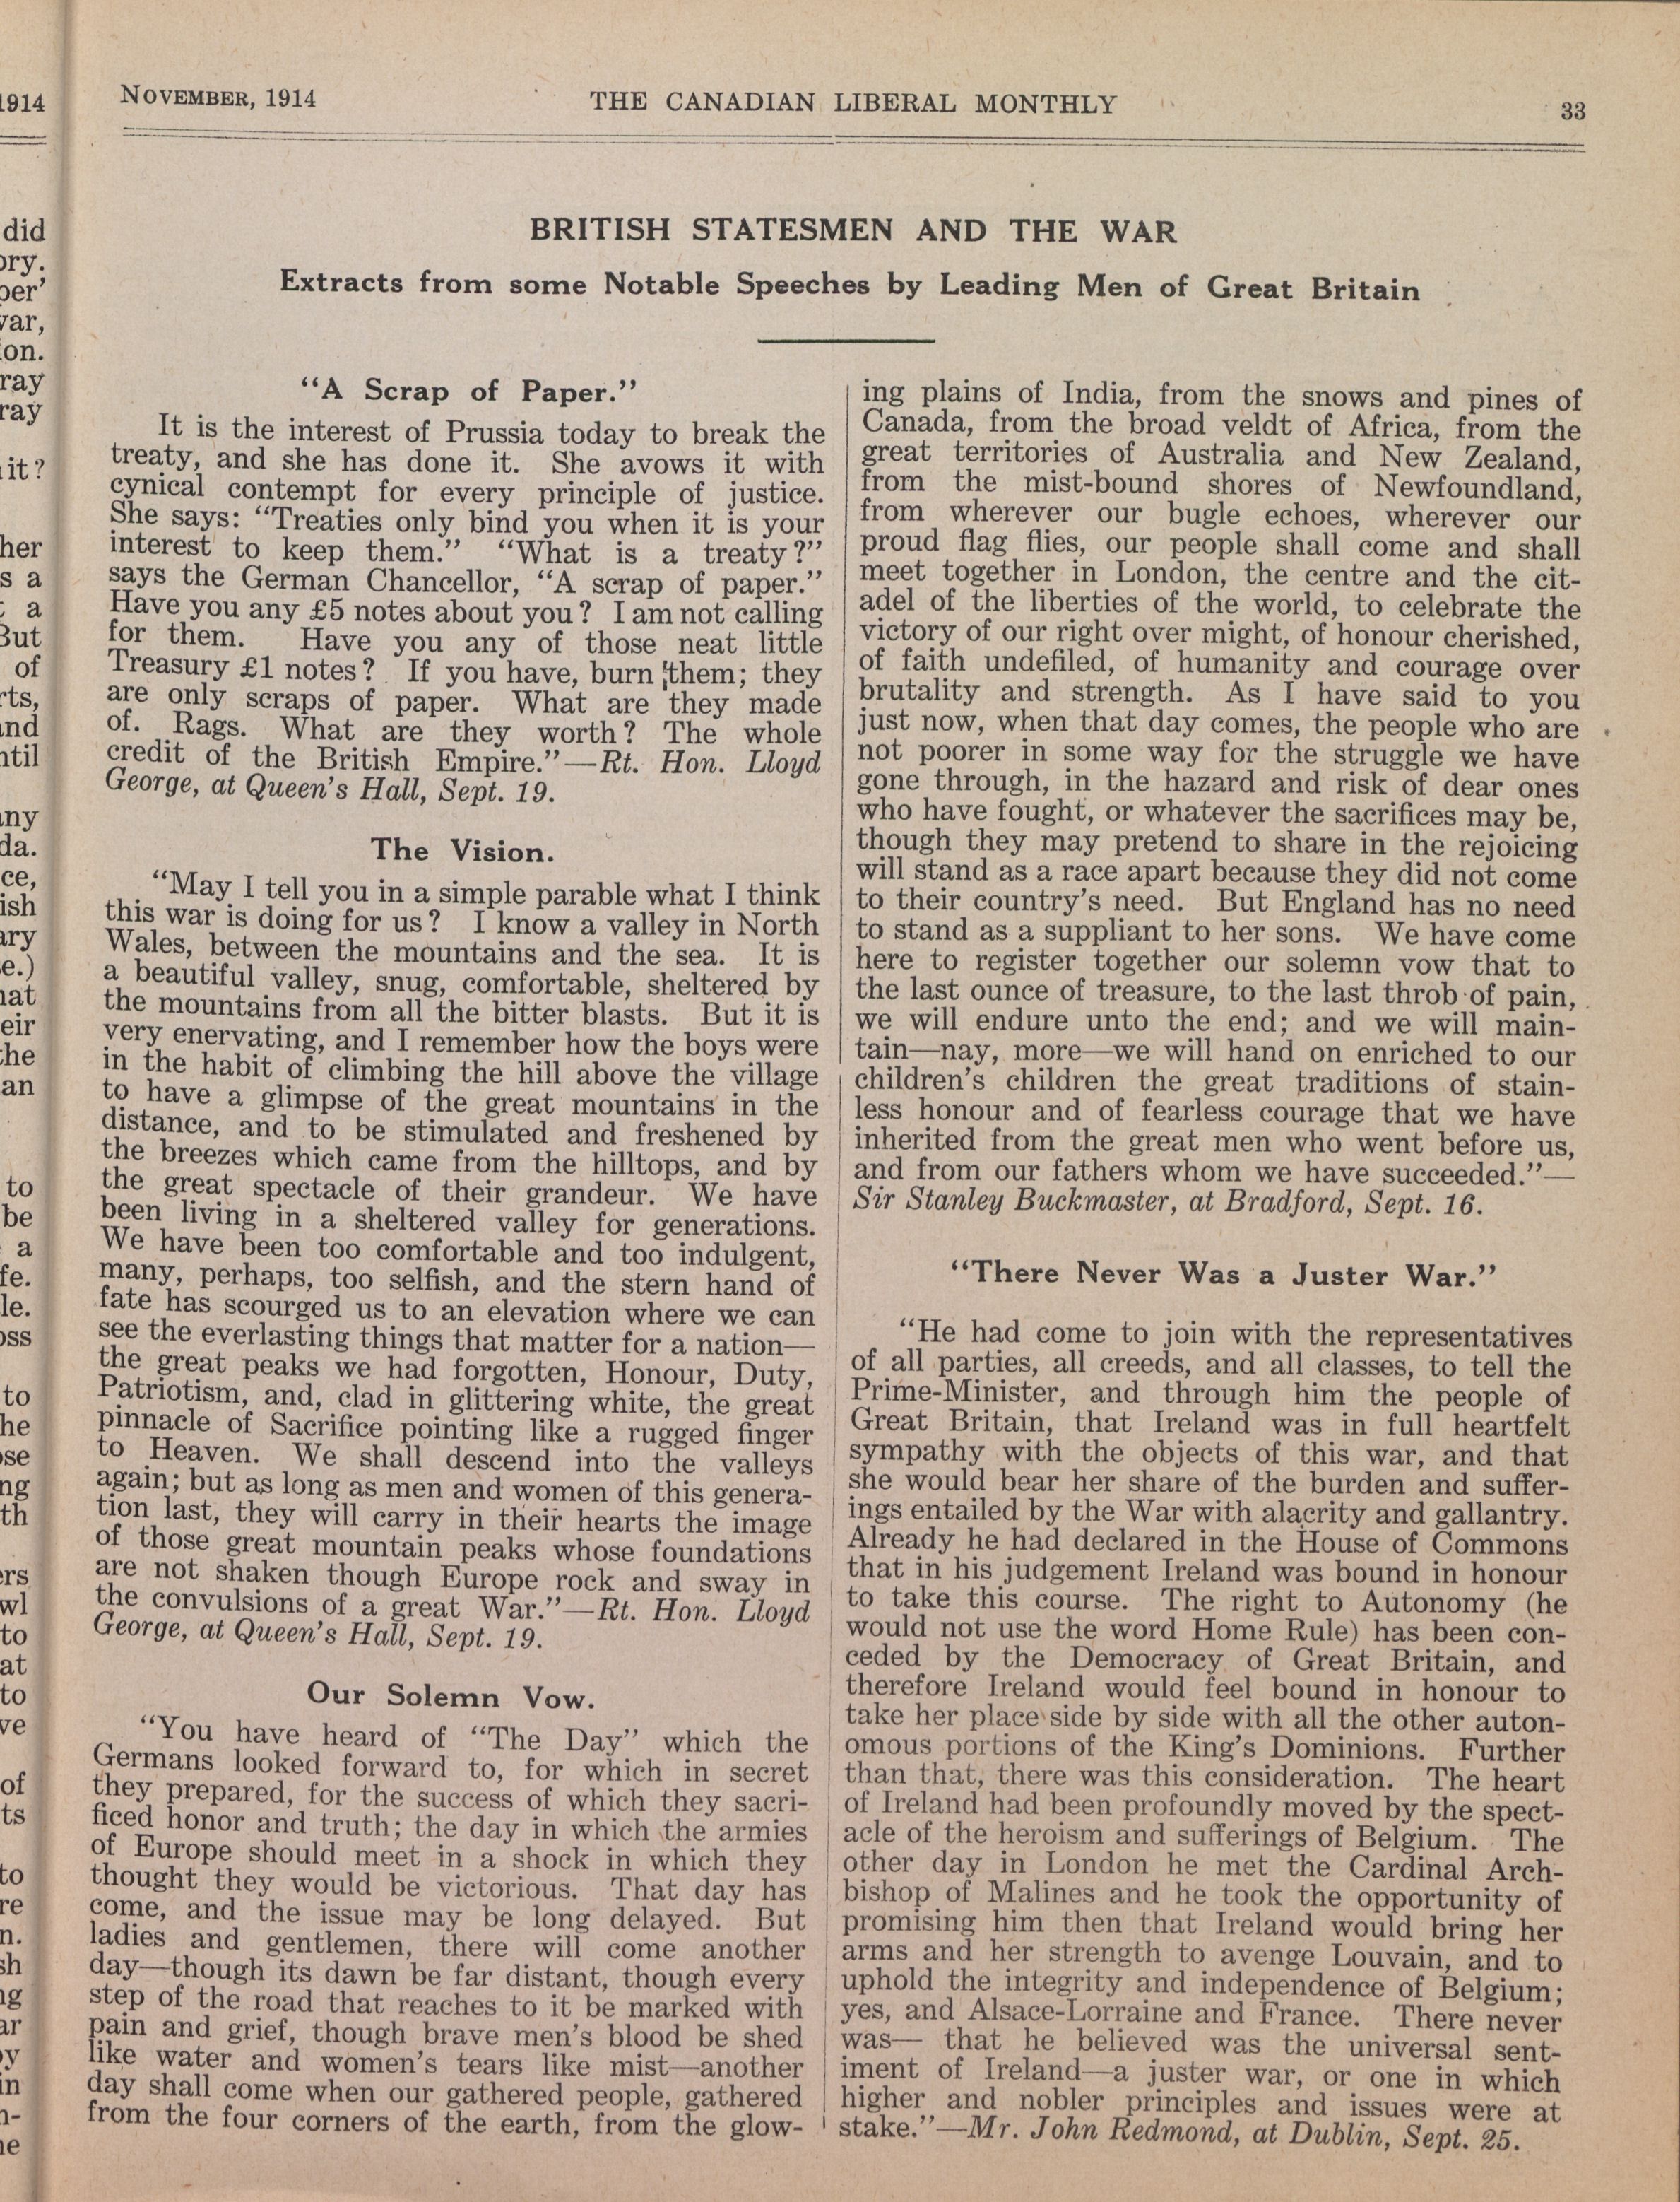 NOVEMBER, 1914 THE CANADIAN LIBERAL MONTHLY 33
BRITISH STATESMEN AND THE WAR
Extracts from some Notable Speeches by Leading Men of Great Britain
"A Scrap of Paper."
It is the interest of Prussia today to break the
treaty, and she has done it. She avows it with
cynical contempt for every principle of justice.
She says: "Treaties only bind you when it is your
interest to keep them." "What is a treaty?"
says the German Chancellor, "A scrap of paper."
Have you any £5 notes about you? I am not calling
for them. Have you any of those neat little
Treasury £1 notes? If you have, burn them; they
are only scraps of paper. What are they made
of. Rags. What are they worth? The whole
credit of the British Empire."—Rt. Hon. Lloyd
George, at Queen's Hall, Sept. 19.
The Vision.
"May I tell you in a simple parable what I think
this war is doing for us? I know a valley in North
Wales, between the mountains and the sea. It is
a beautiful valley, snug, comfortable, sheltered by
the mountains from all the bitter blasts. But it is
very enervating, and I remember how the boys were
in the habit of climbing the hill above the village
to have a glimpse of the great mountains in the
distance, and to be stimulated and freshened by
the breezes which came from the hilltops, and by
the great spectacle of their grandeur. We have
been living in a sheltered valley for generations.
We have been too comfortable and too indulgent,
many, perhaps, too selfish, and the stern hand of
fate has scourged us to an elevation where we can
see the everlasting things that matter for a nation—
the great peaks we had forgotten, Honour, Duty,
Patriotism, and, clad in glittering white, the great
pinnacle of Sacrifice pointing like a rugged finger
to Heaven. We shall descend into the valleys
again; but as long as men and women of this genera-
tion last, they will carry in their hearts the image
of those great mountain peaks whose foundations
are not shaken though Europe rock and sway in
the convulsions of a great War."—Rt. Hon. Lloyd
George, at Queen's Hall, Sept. 19.
Our Solemn Vow.
"You have heard of "The Day" which the
Germans looked forward to, for which in secret
they prepared, for the success of which they sacri-
ficed honor and truth; the day in which the armies
of Europe should meet in a shock in which they
thought they would be victorious. That day has
come, and the issue may be long delayed. But
ladies and gentlemen, there will come another
day—though its dawn be far distant, though every
step of the road that reaches to it be marked with
pain and grief, though brave men's blood be shed
like water and women's tears like mist—another
day shall come when our gathered people, gathered
from the four corners of the earth, from the glow-
ing plains of India, from the snows and pines of
Canada, from the broad veldt of Africa, from the
great territories of Australia and New Zealand,
from the mist-bound shores of Newfoundland,
from wherever our bugle echoes, wherever our
proud flag flies, our people shall come and shall
meet together in London, the centre and the cit-
adel of the liberties of the world, to celebrate the
victory of our right over might, of honour cherished,
of faith undefiled, of humanity and courage over
brutality and strength. As I have said to you
just now, when that day comes, the people who are
not poorer in some way for the struggle we have
gone through, in the hazard and risk of dear ones
who have fought, or whatever the sacrifices may be,
though they may pretend to share in the rejoicing
will stand as a race apart because they did not come
to their country's need. But England has no need
to stand as a suppliant to her sons. We have come
here to register together our solemn vow that to
the last ounce of treasure, to the last throb of pain,
we will endure unto the end; and we will main-
tain—nay, more—we will hand on enriched to our
children's children the great traditions of stain-
less honour and of fearless courage that we have
inherited from the great men who went before us,
and from our fathers whom we have succeeded."—
Sir Stanley Buckmaster, at Bradford, Sept. 16.
"There Never Was a Juster War."
"He had come to join with the representatives
of all parties, all creeds, and all classes, to tell the
Prime-Minister, and through him the people of
Great Britain, that Ireland was in full heartfelt
sympathy with the objects of this war, and that
she would bear her share of the burden and suffer-
ings entailed by the War with alacrity and gallantry.
Already he had declared in the House of Commons
that in his judgement Ireland was bound in honour
to take this course. The right to Autonomy (he
would not use the word Home Rule) has been con-
ceded by the Democracy of Great Britain, and
therefore Ireland would feel bound in honour to
take her place side by side with all the other auton-
omous portions of the King's Dominions. Further
than that, there was this consideration. The heart
of Ireland had been profoundly moved by the spect-
acle of the heroism and sufferings of Belgium. The
other day in London he met the Cardinal Arch-
bishop of Malines and he took the opportunity of
promising him then that Ireland would bring her
arms and her strength to avenge Louvain, and to
uphold the integrity and independence of Belgium;
yes, and Alsace-Lorraine and France. There never
was— that he believed was the universal sent-
iment of Ireland—a juster war, or one in which
higher and nobler principles and issues were at
stake."—Mr. John Redmond, at Dublin, Sept. 25.